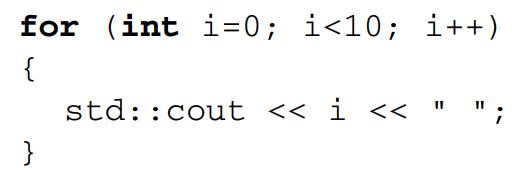 for (int i=0; i<10; i++)
{
  std::cout << i << " ";
}